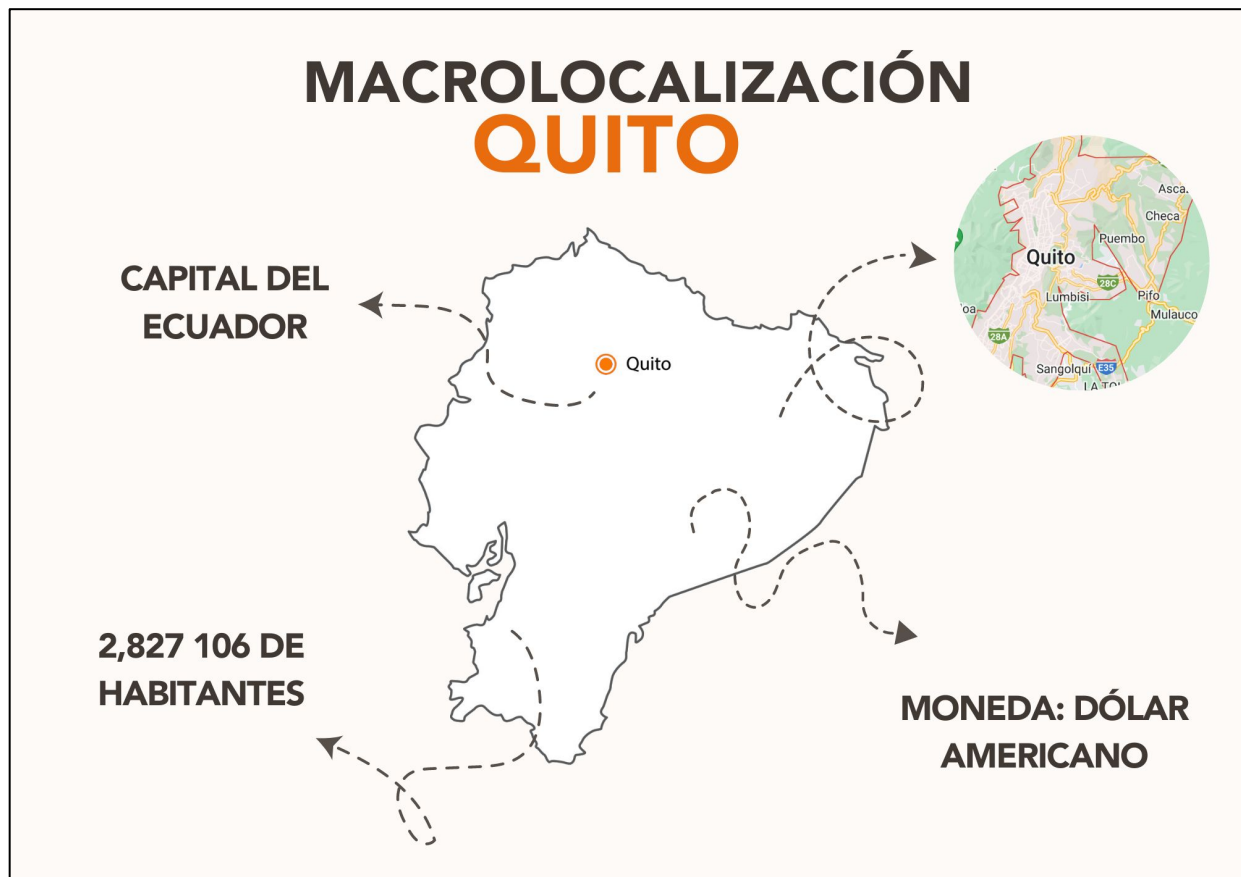 MACROLOCALIZACIÓN
QUITO
CAPITAL DEL
ECUADOR
Quito
Checa
Puembo
Quito
28C
Lumbisí
Pifo
Mulauco
28A
Sangolquí
E35
2,827 106 DE
HABITANTES
MONEDA: DÓLAR
AMERICANO